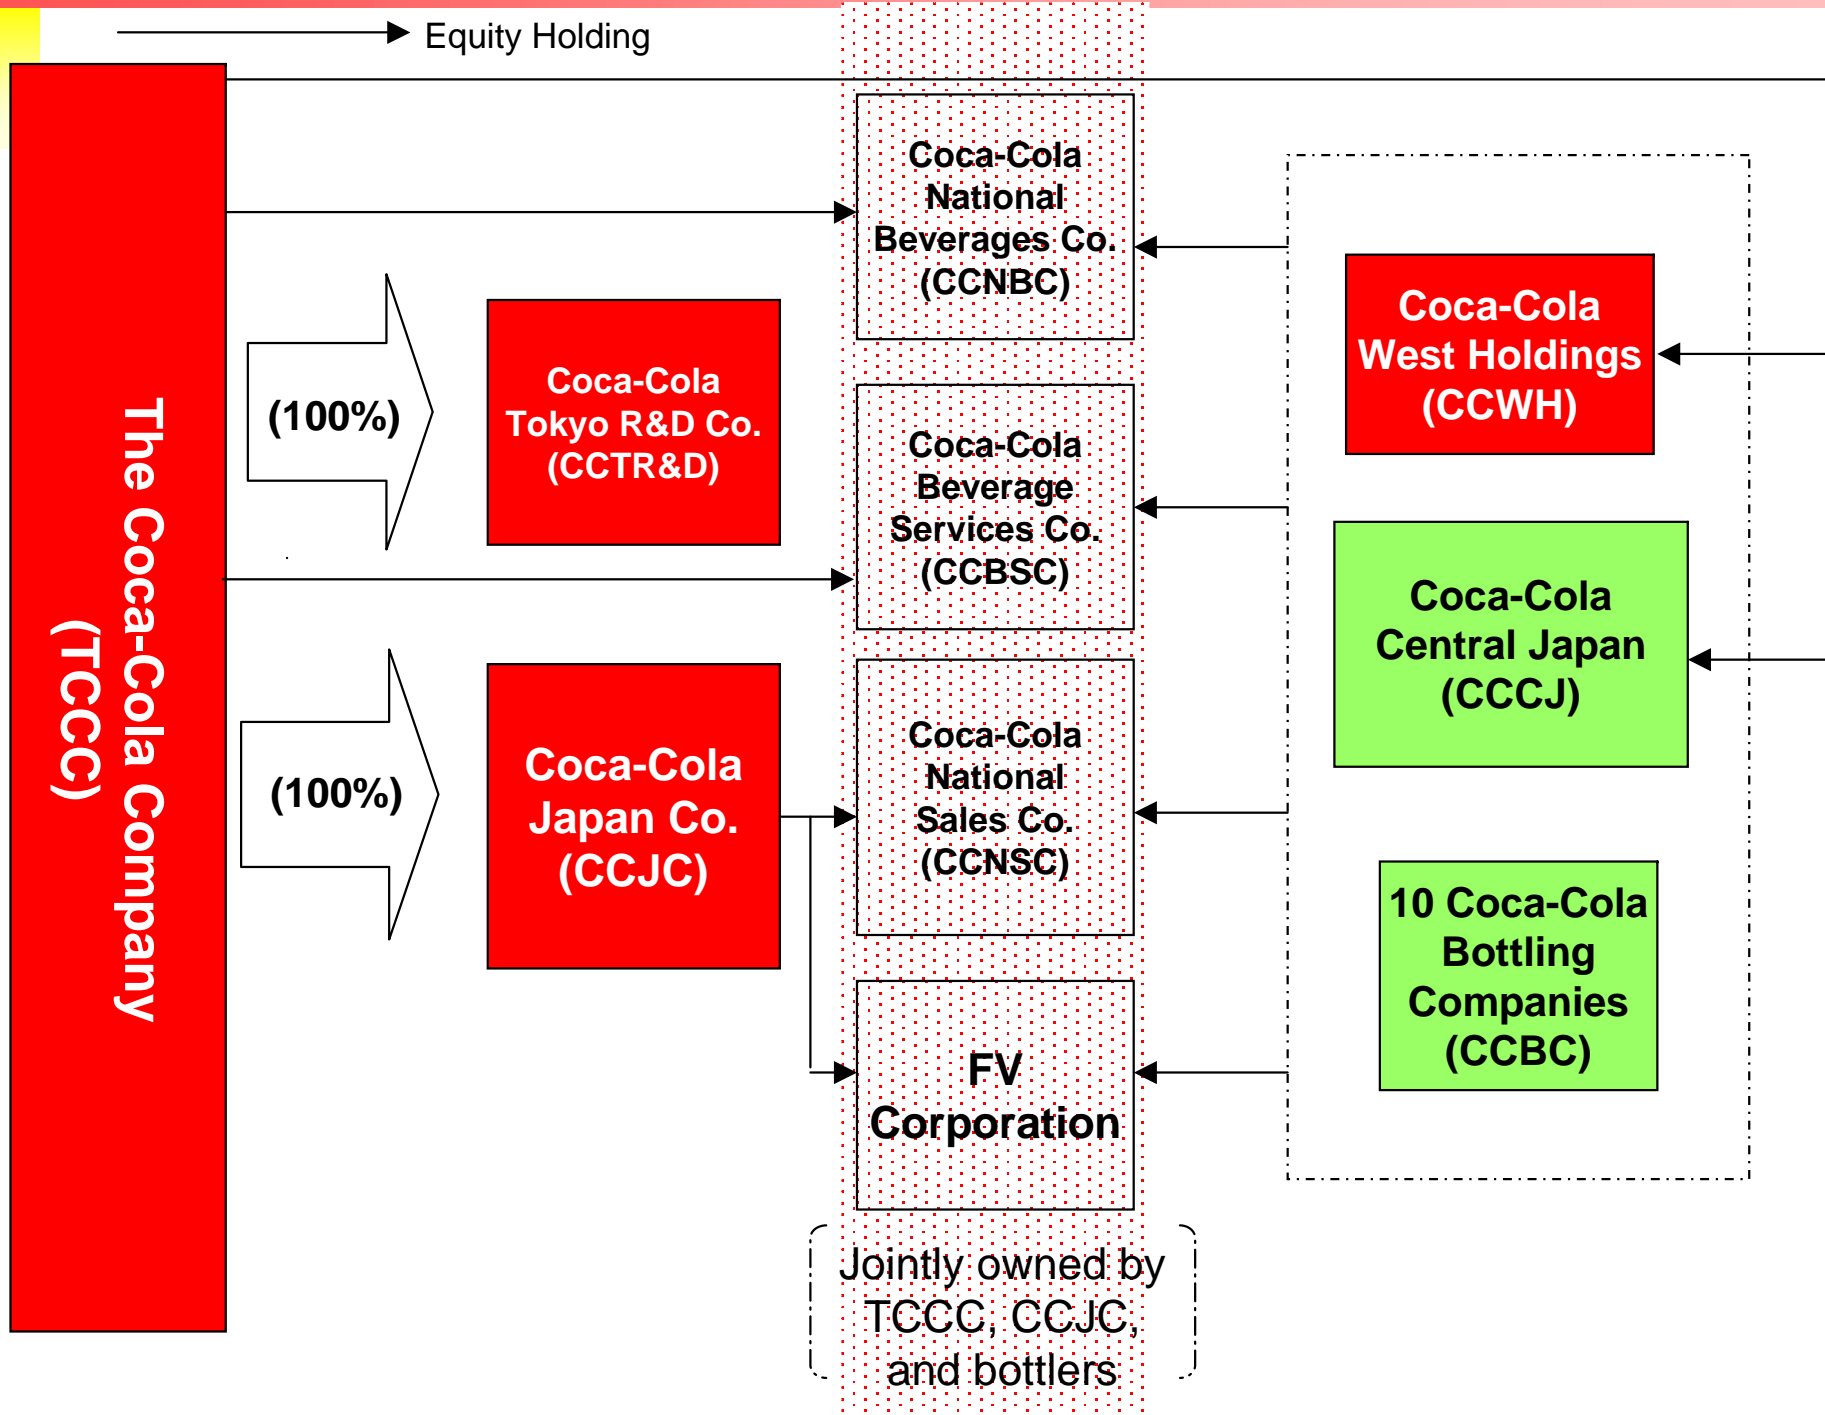 Equity Holding
The Coca-Cola Company
(TCCC)
(100%)
Coca-Cola
Tokyo R&D Co.
(CCTR&D)
(100%)
Coca-Cola
Japan Co.
(CCJC)
Coca-Cola
National
Beverages Co.
(CCNBC)
Coca-Cola
Beverage
Services Co.
(CCBSC)
Coca-Cola
National
Sales Co.
(CCNSC)
FV
Corporation
Jointly owned by
TCCC, CCJC,
and bottlers
Coca-Cola
West Holdings
(CCWH)
Coca-Cola
Central Japan
(CCCJ)
10 Coca-Cola
Bottling
Companies
(CCBC)